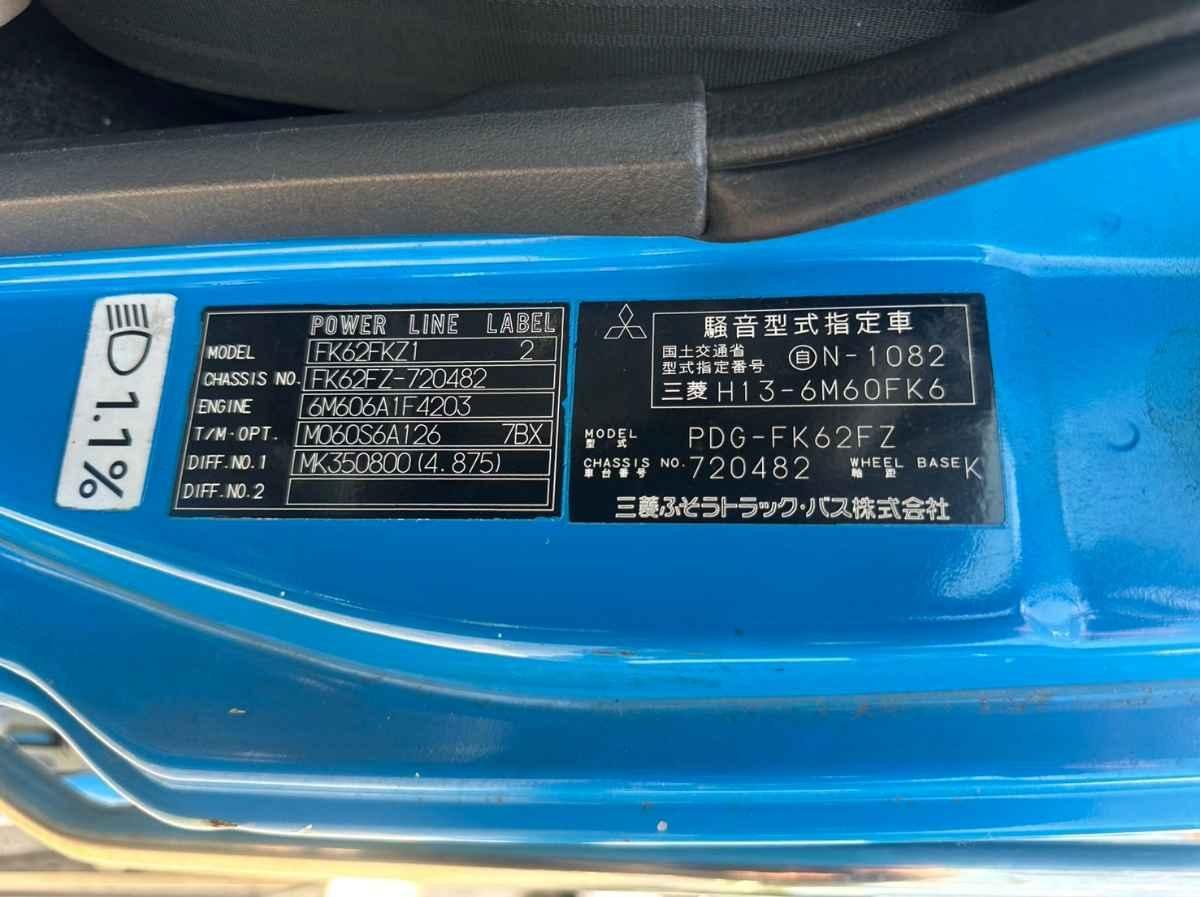 1.1%
POWER LINE LABEL
MODEL FK62FKZ1 2
CHASSIS NO. FK62FZ-720482
ENGINE 6M606A1F4203
T/M·OPT. M060S6A126 7BX
DIFF.NO.1 MK350800(4.875)
DIFF.NO.2
騒音型式指定車
国土交通省
型式指定番号 自N-1082
三菱 H13-6M60FK6
MODEL
型式 PDG-FK62FZ
CHASSIS NO. 720482 WHEEL BASE K
車台番号 軸距
三菱ふそうトラック・バス株式会社